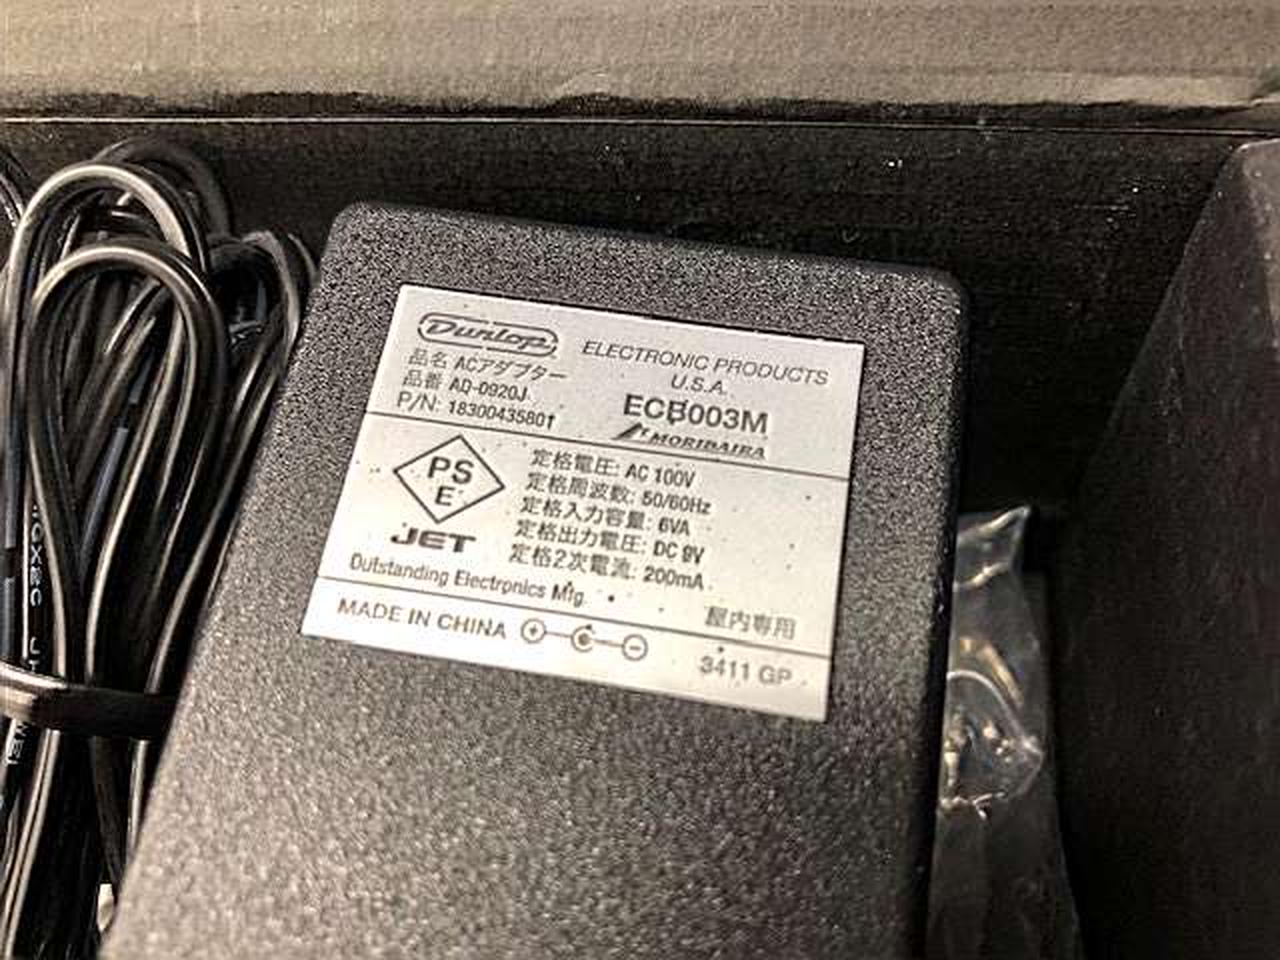 Dunlop
ELECTRONIC PRODUCTS
U.S.A.
品名 ACアダプター
品番 AD-0920J
P/N: 18300435801
ECB003M
MORIDAIRA
PS
E
JET
定格電圧: AC 100V
定格周波数: 50/60Hz
定格入力容量: 6VA
定格出力電圧: DC 9V
定格2次電流: 200mA
Outstanding Electronics Mfg.
屋内専用
MADE IN CHINA
3411 GP